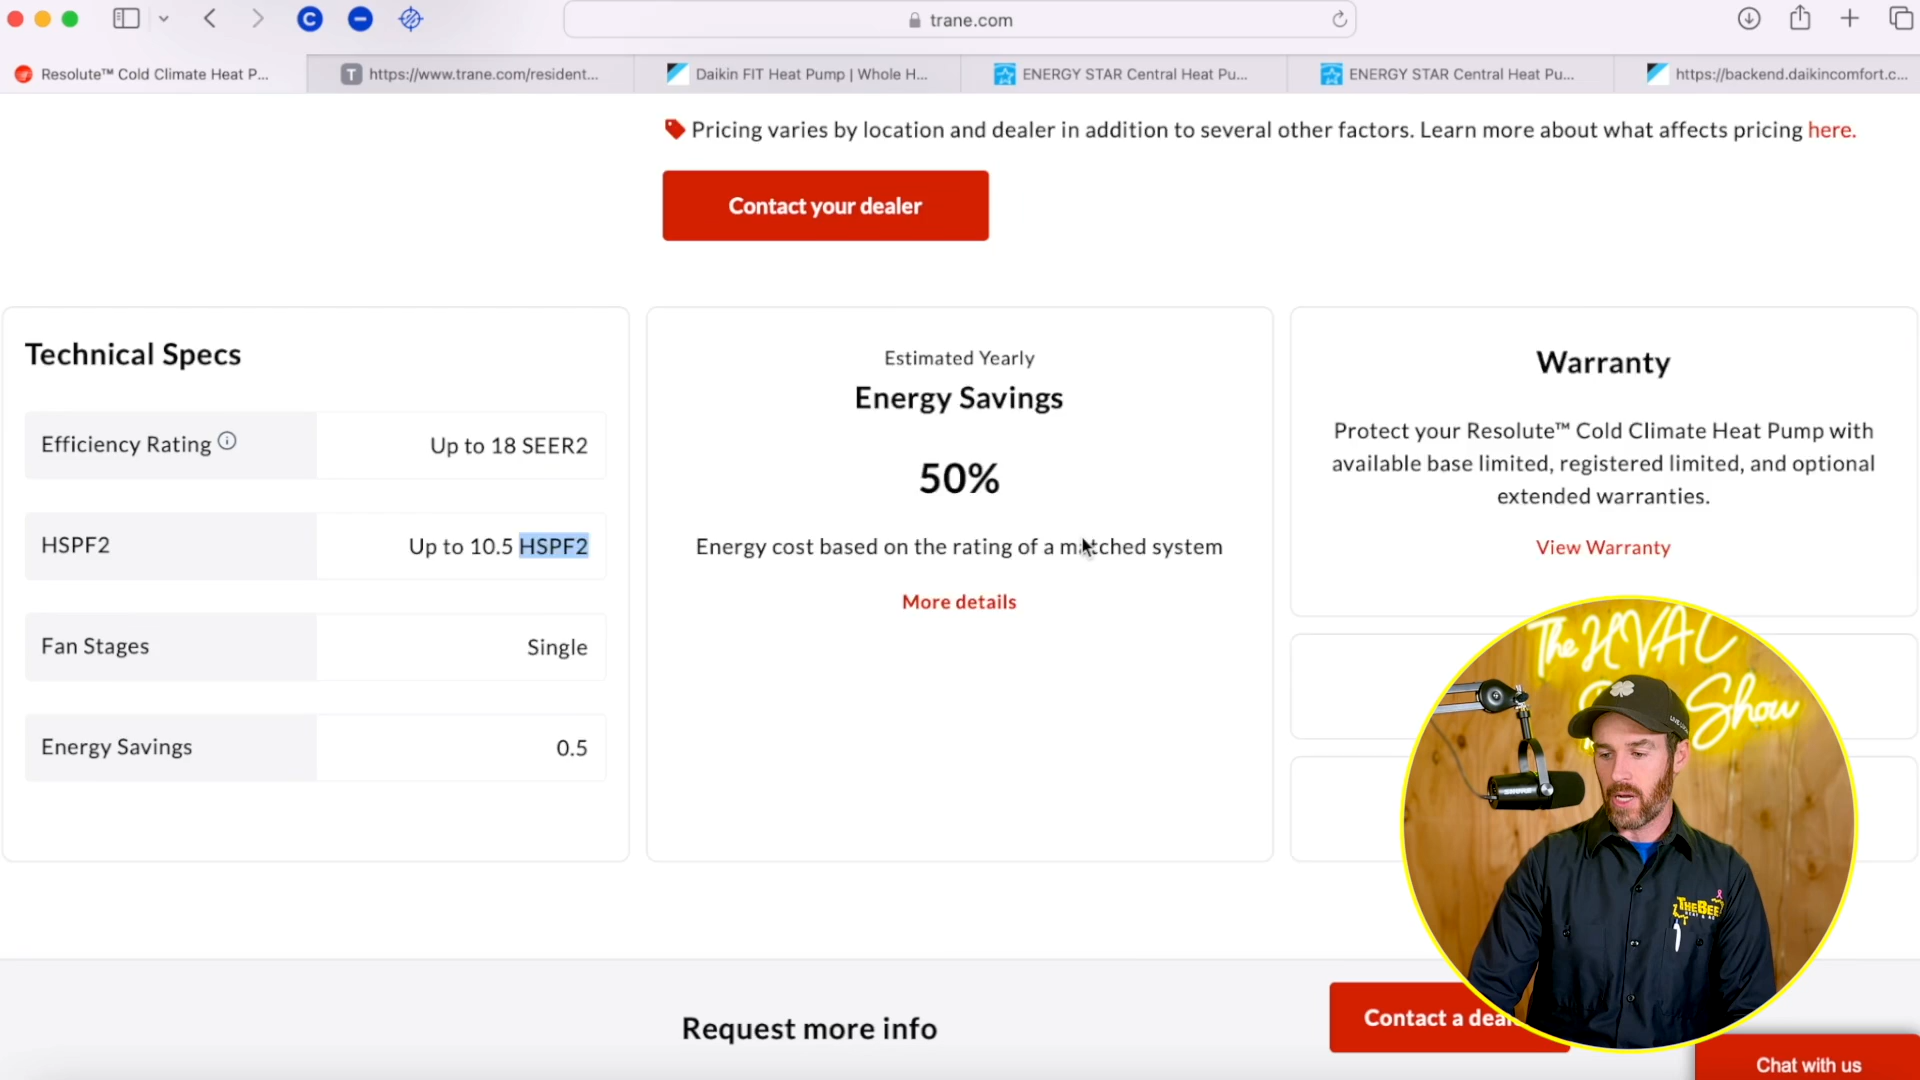 trane.com
Resolute™ Cold Climate Heat P...
T https://www.trane.com/resident...
Daikin FIT Heat Pump | Whole H...
ENERGY STAR Central Heat Pu...
ENERGY STAR Central Heat Pu...
https://backend.daikincomfort.c...
Pricing varies by location and dealer in addition to several other factors. Learn more about what affects pricing here.
Contact your dealer
Technical Specs
Efficiency Rating
Up to 18 SEER2
HSPF2
Up to 10.5 HSPF2
Fan Stages
Single
Energy Savings
0.5
Estimated Yearly
Energy Savings
50%
Energy cost based on the rating of a matched system
More details
Warranty
Protect your Resolute™ Cold Climate Heat Pump with
available base limited, registered limited, and optional
extended warranties.
View Warranty
The HVAC
Show
SHURE
THEBEE
Request more info
Contact a dea
Chat with us